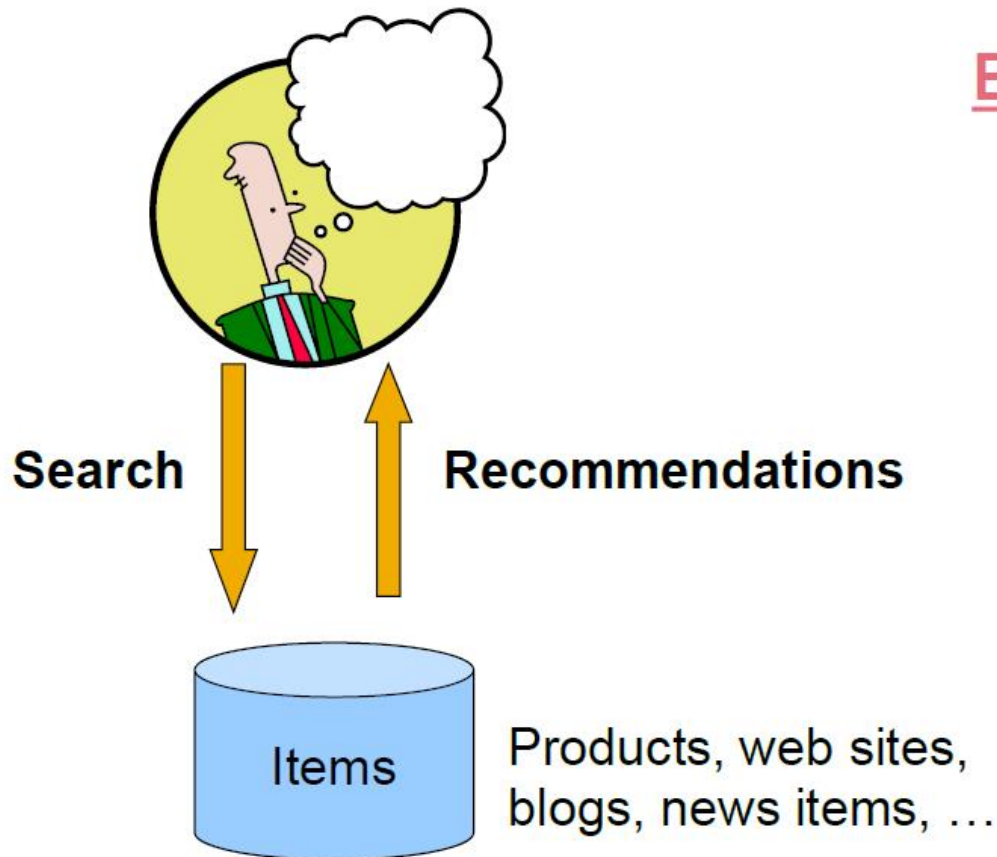 Search
Recommendations
Items
Products, web sites,
blogs, news items, …